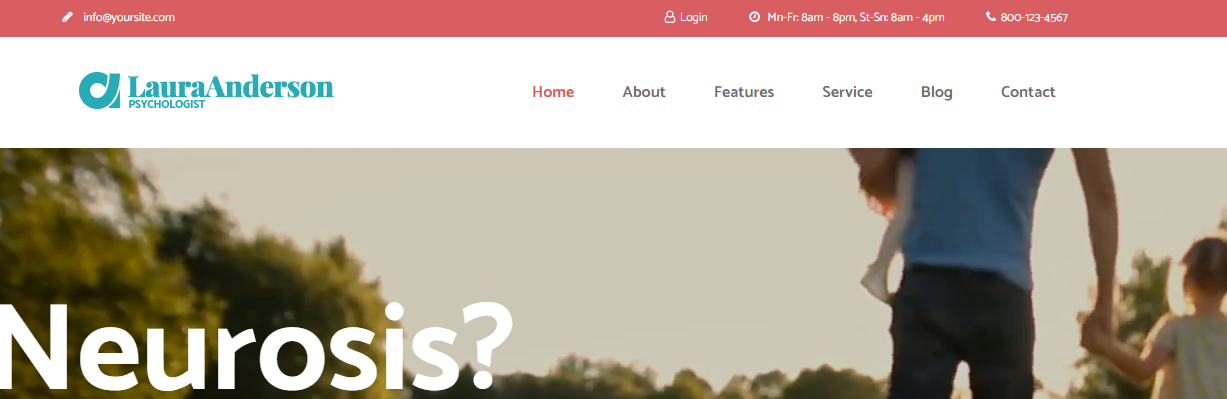 info@yoursite.com
Login
Mn-Fr: 8am - 8pm, St-Sn: 8am - 4pm
800-123-4567
LauraAnderson
PSYCHOLOGIST
Home
About
Features
Service
Blog
Contact
Neurosis?